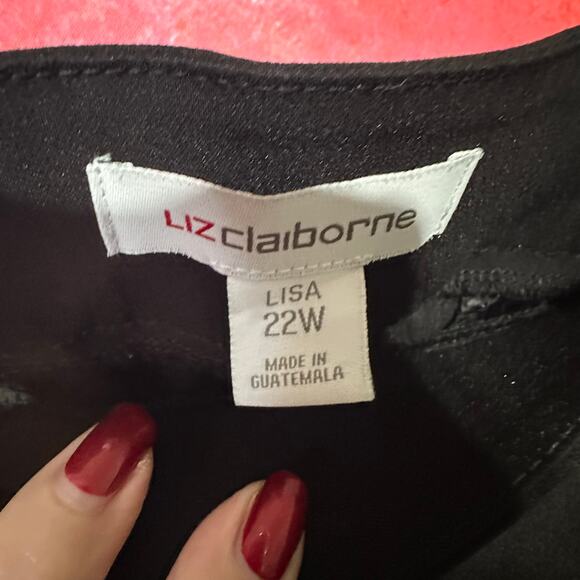 LIZ claiborne
LISA
22W
MADE IN
GUATEMALA